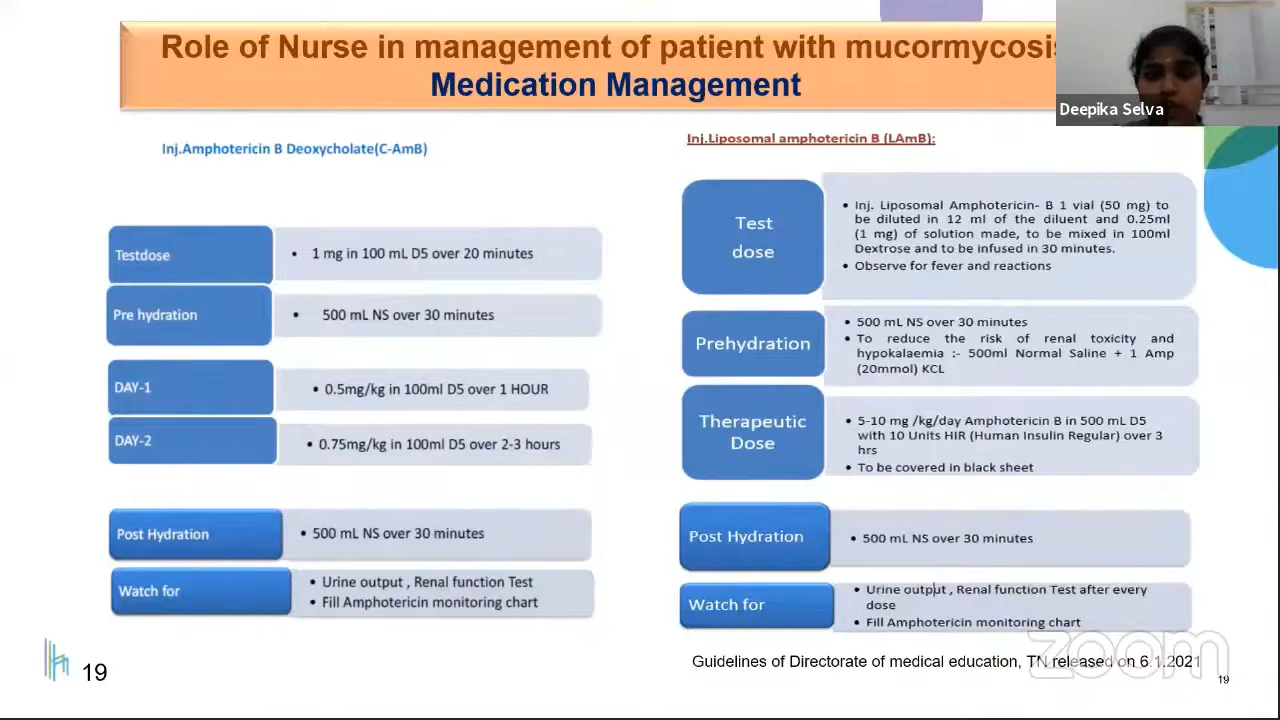 Role of Nurse in management of patient with mucormycosis
Medication Management
Deepika Selva
Inj.Amphotericin B Deoxycholate(C-AmB)
Testdose
• 1 mg in 100 mL D5 over 20 minutes
Pre hydration
• 500 mL NS over 30 minutes
DAY-1
• 0.5mg/kg in 100ml D5 over 1 HOUR
DAY-2
• 0.75mg/kg in 100ml D5 over 2-3 hours
Post Hydration
• 500 mL NS over 30 minutes
Watch for
• Urine output , Renal function Test
• Fill Amphotericin monitoring chart
Inj.Liposomal amphotericin B (LAmB):
Test
dose
• Inj. Liposomal Amphotericin- B 1 vial (50 mg) to
be diluted in 12 ml of the diluent and 0.25ml
(1 mg) of solution made, to be mixed in 100ml
Dextrose and to be infused in 30 minutes.
• Observe for fever and reactions
Prehydration
• 500 mL NS over 30 minutes
• To reduce the risk of renal toxicity and
hypokalaemia :- 500ml Normal Saline + 1 Amp
(20mmol) KCL
Therapeutic
Dose
• 5-10 mg /kg/day Amphotericin B in 500 mL D5
with 10 Units HIR (Human Insulin Regular) over 3
hrs
• To be covered in black sheet
Post Hydration
• 500 mL NS over 30 minutes
Watch for
• Urine output , Renal function Test after every
dose
• Fill Amphotericin monitoring chart
zoom
Guidelines of Directorate of medical education, TN released on 6.1.2021
19
19